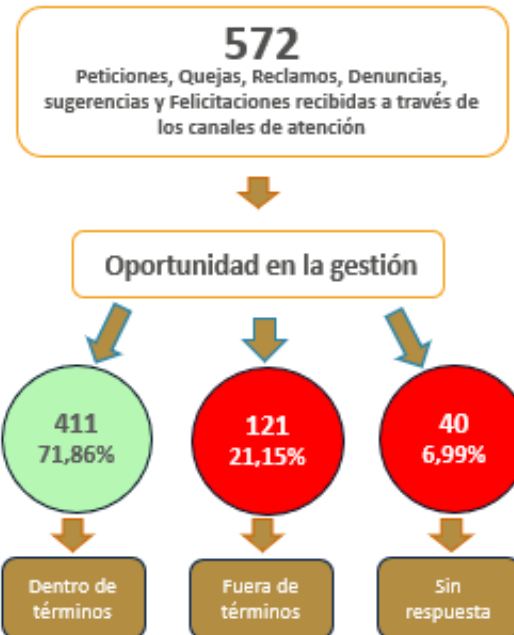 572
Peticiones, Quejas, Reclamos, Denuncias,
sugerencias y Felicitaciones recibidas a través de
los canales de atención
Oportunidad en la gestión
411
71,86%
121
21,15%
40
6,99%
Dentro de
términos
Fuera de
términos
Sin
respuesta